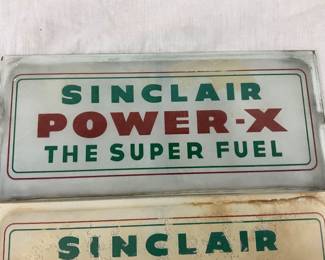 SINCLAIR
POWER-X
THE SUPER FUEL
SINCLAIR